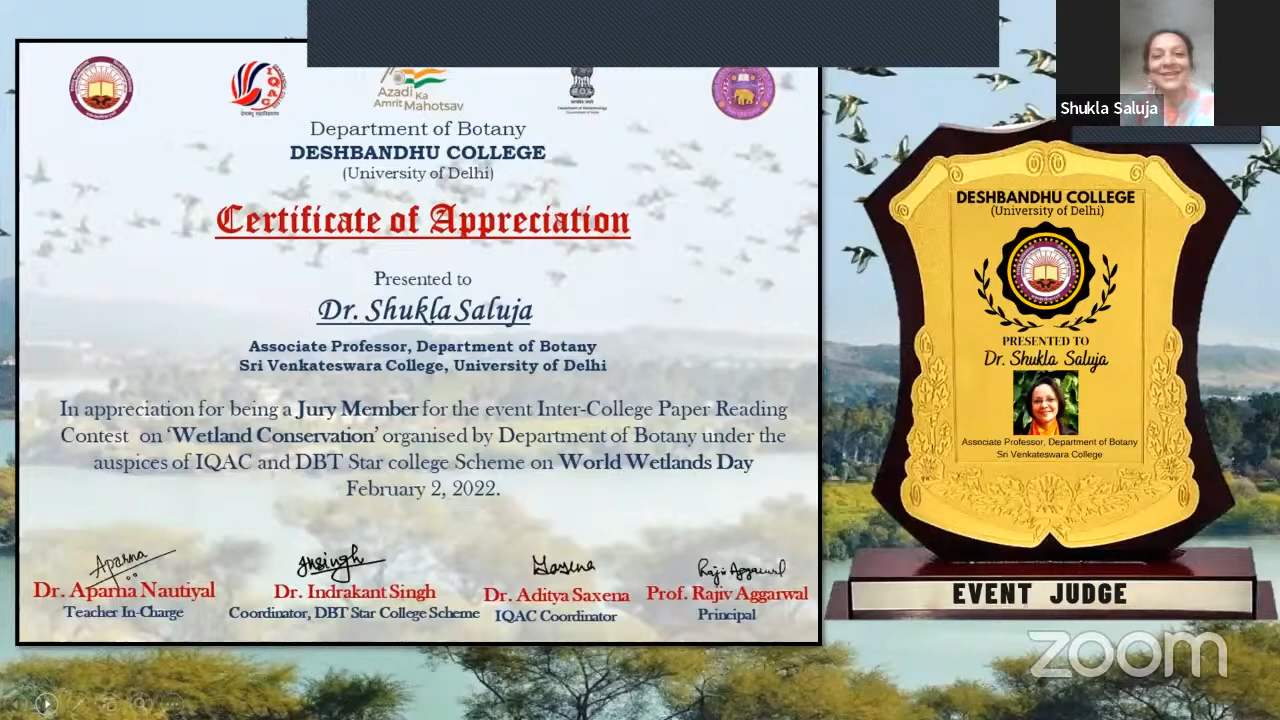 Azadi Ka
Amrit Mahotsav
IQAC
Department of Botany
DESHBANDHU COLLEGE
(University of Delhi)
Certificate of Appreciation
Presented to
Dr. Shukla Saluja
Associate Professor, Department of Botany
Sri Venkateswara College, University of Delhi
In appreciation for being a Jury Member for the event Inter-College Paper Reading
Contest on ‘Wetland Conservation’ organised by Department of Botany under the
auspices of IQAC and DBT Star college Scheme on World Wetlands Day
February 2, 2022.
Aparna
Dr. Aparna Nautiyal
Teacher In-Charge
Dr. Indrakant Singh
Coordinator, DBT Star College Scheme
Dr. Aditya Saxena
IQAC Coordinator
Rajiv Aggarwal
Prof. Rajiv Aggarwal
Principal
Shukla Saluja
DESHBANDHU COLLEGE
(University of Delhi)
PRESENTED TO
Dr. Shukla Saluja
Associate Professor, Department of Botany
Sri Venkateswara College
EVENT JUDGE
zoom